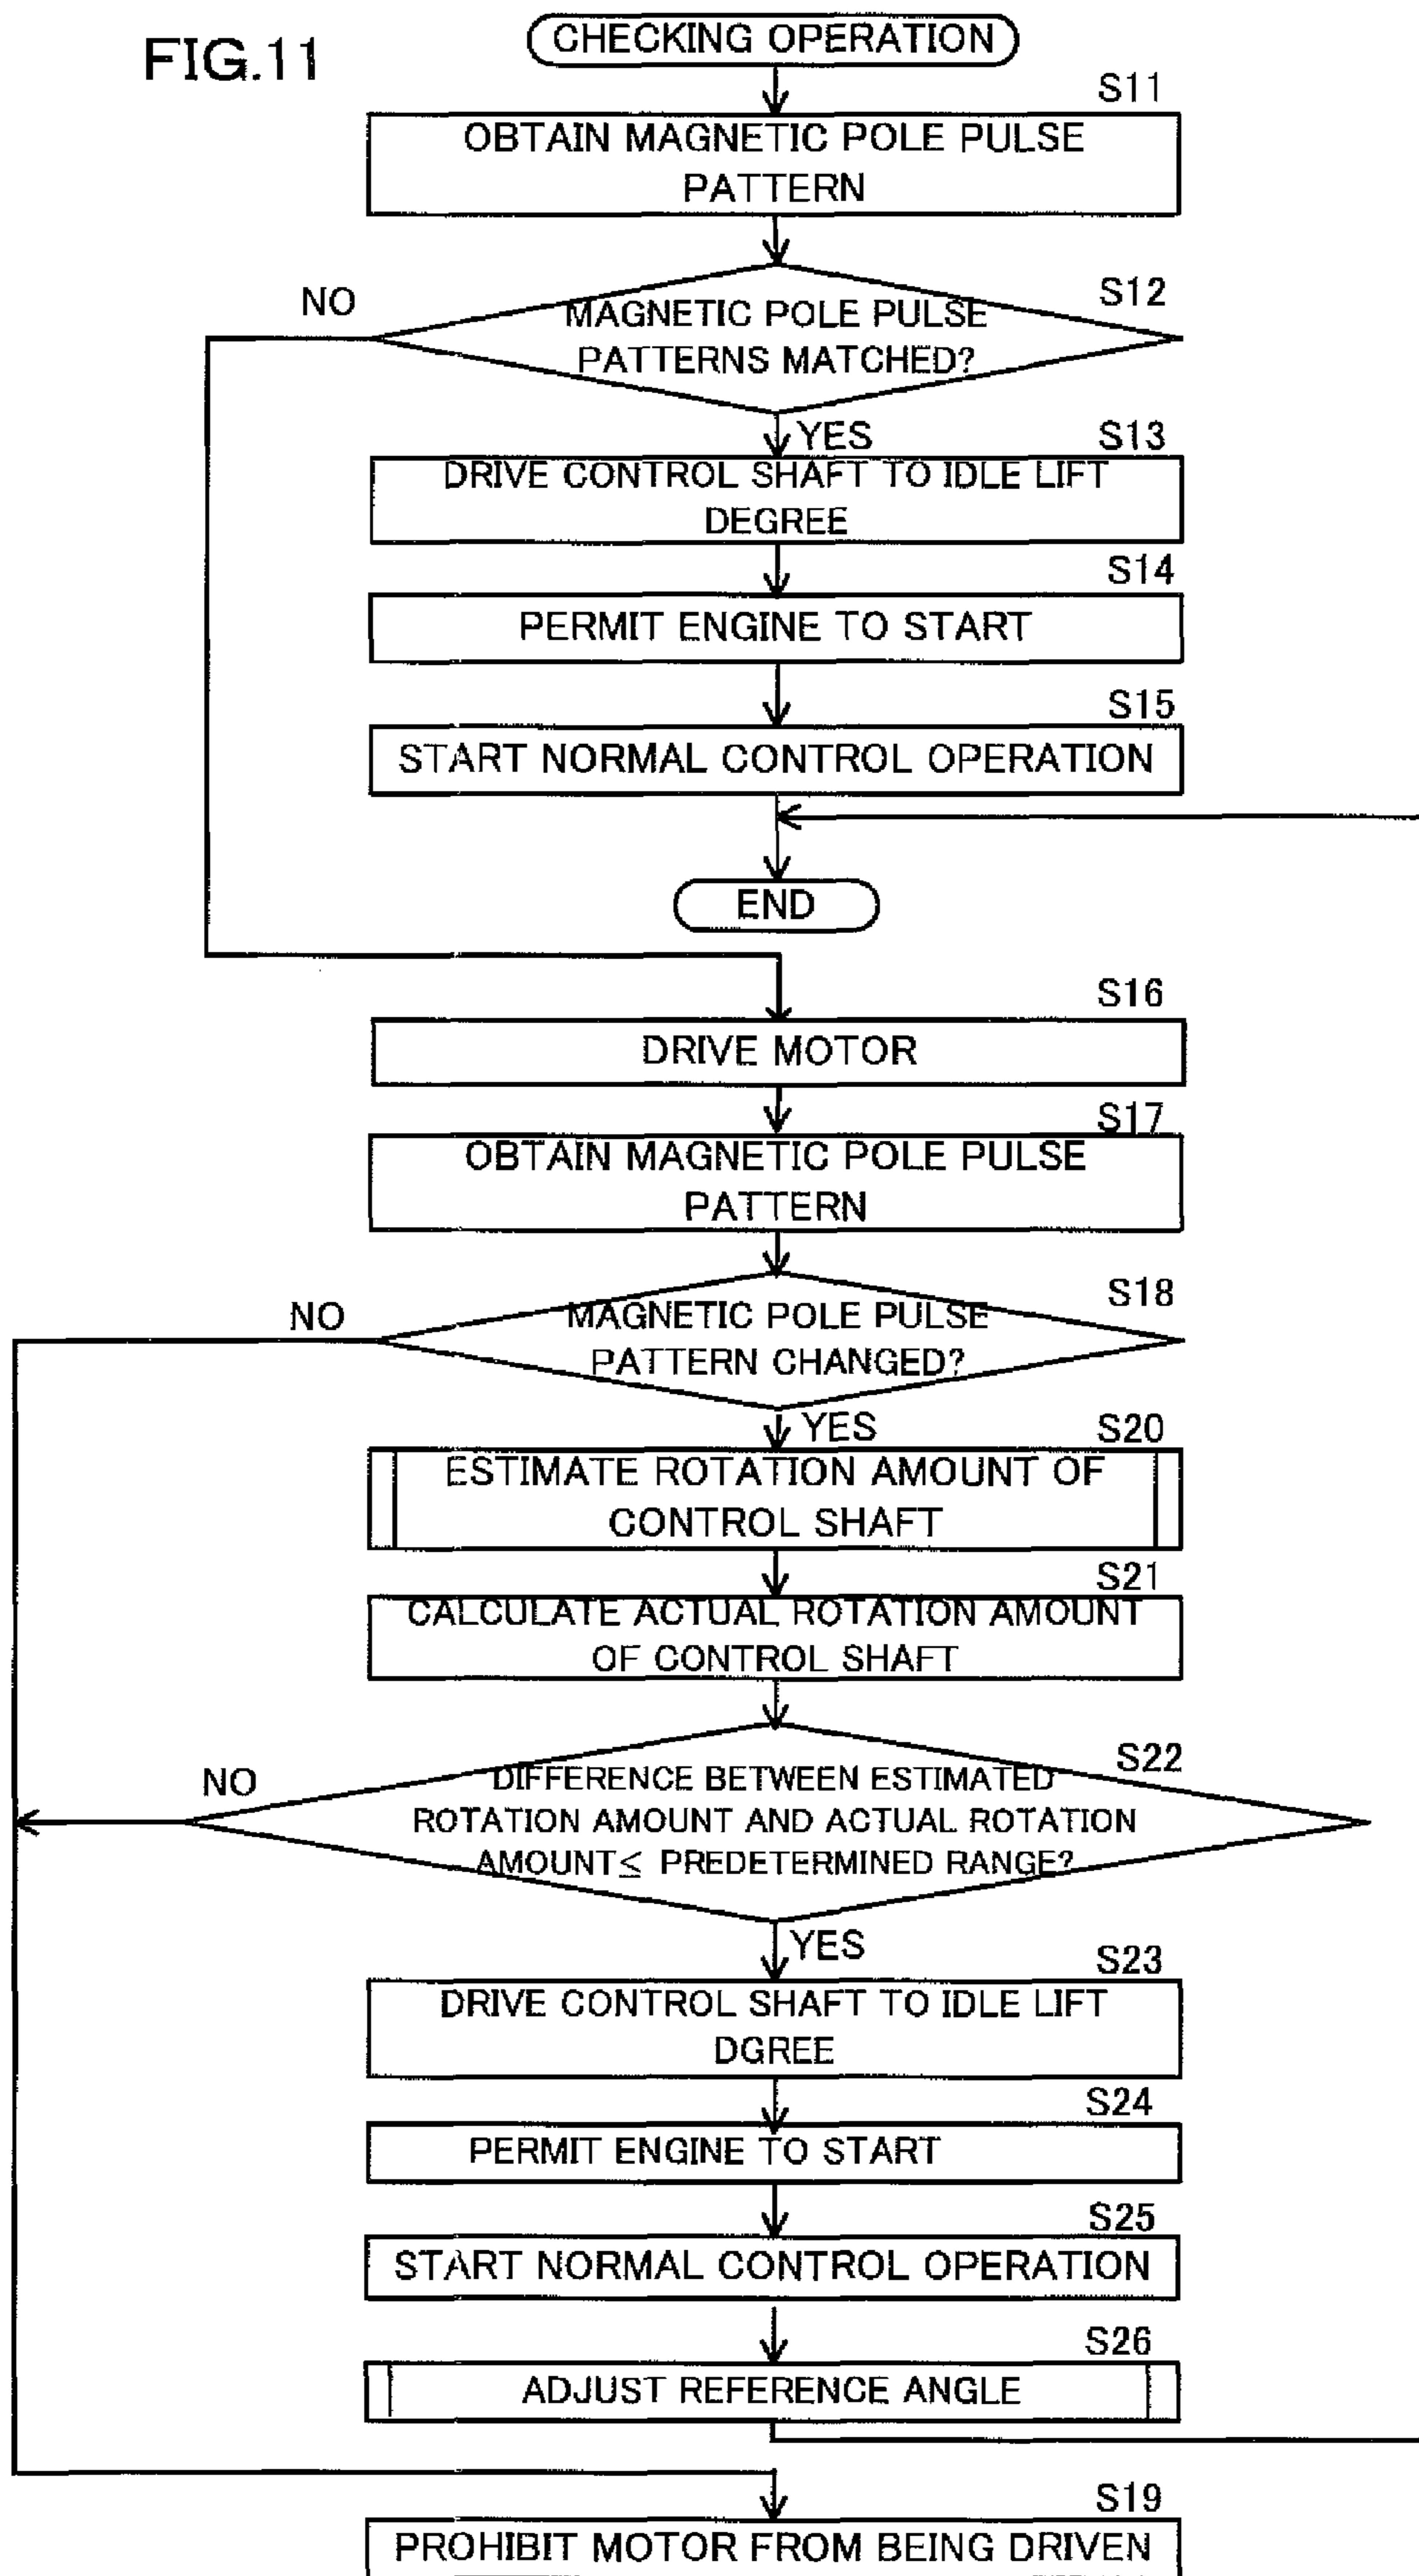 FIG.11
CHECKING OPERATION
S11
OBTAIN MAGNETIC POLE PULSE
PATTERN
NO
S12
MAGNETIC POLE PULSE
PATTERNS MATCHED?
YES
S13
DRIVE CONTROL SHAFT TO IDLE LIFT
DEGREE
S14
PERMIT ENGINE TO START
S15
START NORMAL CONTROL OPERATION
END
S16
DRIVE MOTOR
S17
OBTAIN MAGNETIC POLE PULSE
PATTERN
NO
S18
MAGNETIC POLE PULSE
PATTERN CHANGED?
YES
S20
ESTIMATE ROTATION AMOUNT OF
CONTROL SHAFT
S21
CALCULATE ACTUAL ROTATION AMOUNT
OF CONTROL SHAFT
NO
S22
DIFFERENCE BETWEEN ESTIMATED
ROTATION AMOUNT AND ACTUAL ROTATION
AMOUNT≤ PREDETERMINED RANGE?
YES
S23
DRIVE CONTROL SHAFT TO IDLE LIFT
DGREE
S24
PERMIT ENGINE TO START
S25
START NORMAL CONTROL OPERATION
S26
ADJUST REFERENCE ANGLE
S19
PROHIBIT MOTOR FROM BEING DRIVEN